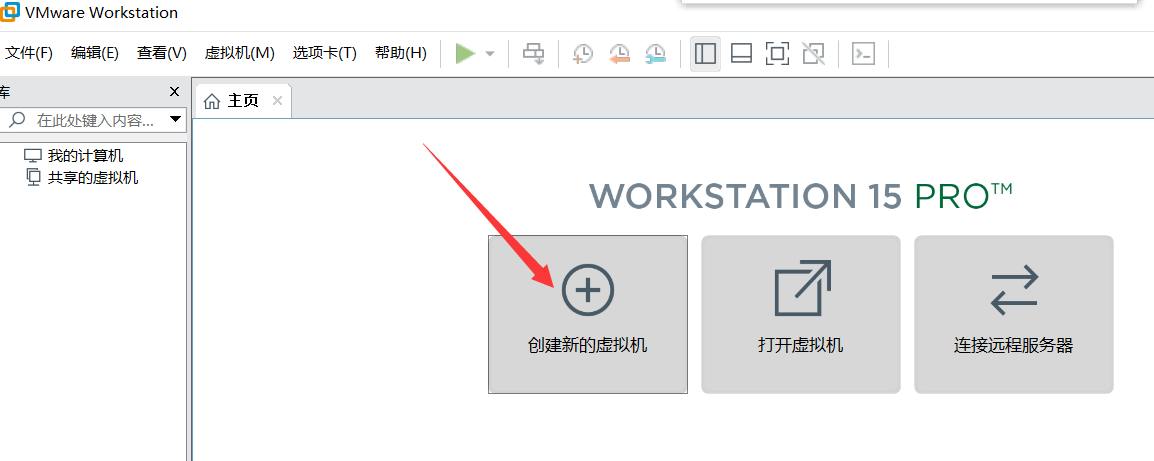 VMware Workstation
文件(F) 编辑(E) 查看(V) 虚拟机(M) 选项卡(T) 帮助(H)
库
主页
在此处键入内容...
我的计算机
共享的虚拟机
WORKSTATION 15 PRO™
创建新的虚拟机
打开虚拟机
连接远程服务器